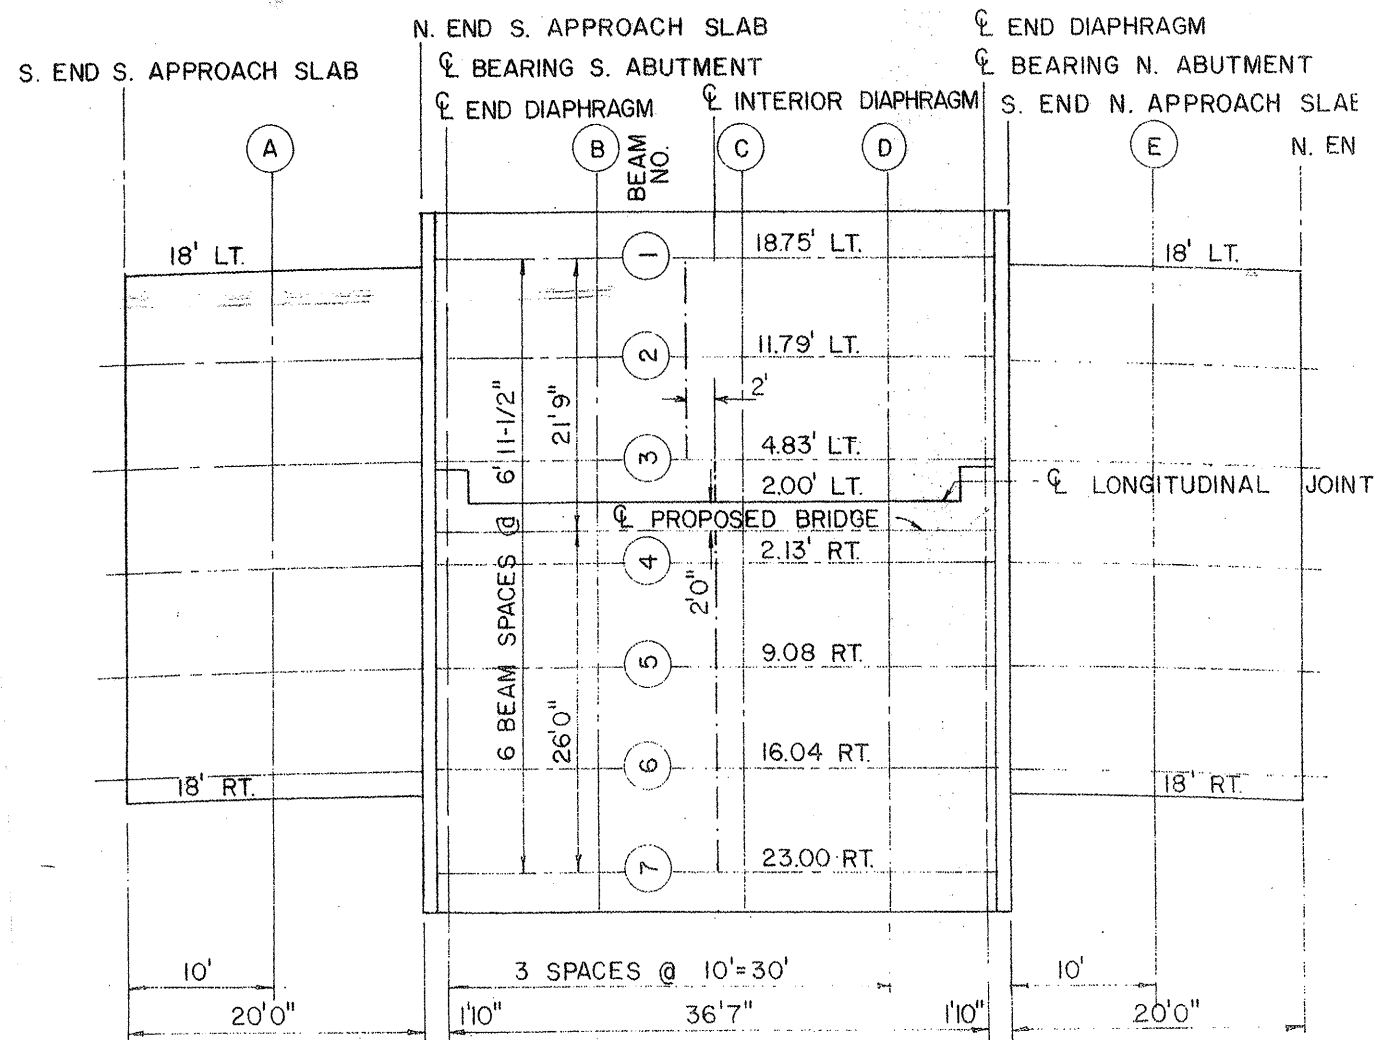 N. END S. APPROACH SLAB
℄ END DIAPHRAGM
S. END S. APPROACH SLAB
℄ BEARING S. ABUTMENT
℄ BEARING N. ABUTMENT
℄ END DIAPHRAGM
℄ INTERIOR DIAPHRAGM
S. END N. APPROACH SLAB
A
B
BEAM NO.
C
D
E
N. EN
18' LT.
1
18.75' LT.
18' LT.
2
11.79' LT.
2'
6 BEAM SPACES @ 6' 11-1/2"
21'9"
3
4.83' LT.
2.00' LT.
℄ LONGITUDINAL JOINT
℄ PROPOSED BRIDGE
4
2.13' RT.
2'0"
5
9.08 RT.
26'0"
6
16.04 RT.
18' RT.
18' RT.
7
23.00 RT.
10'
3 SPACES @ 10'=30'
10'
20'0"
1'10"
36'7"
1'10"
20'0"